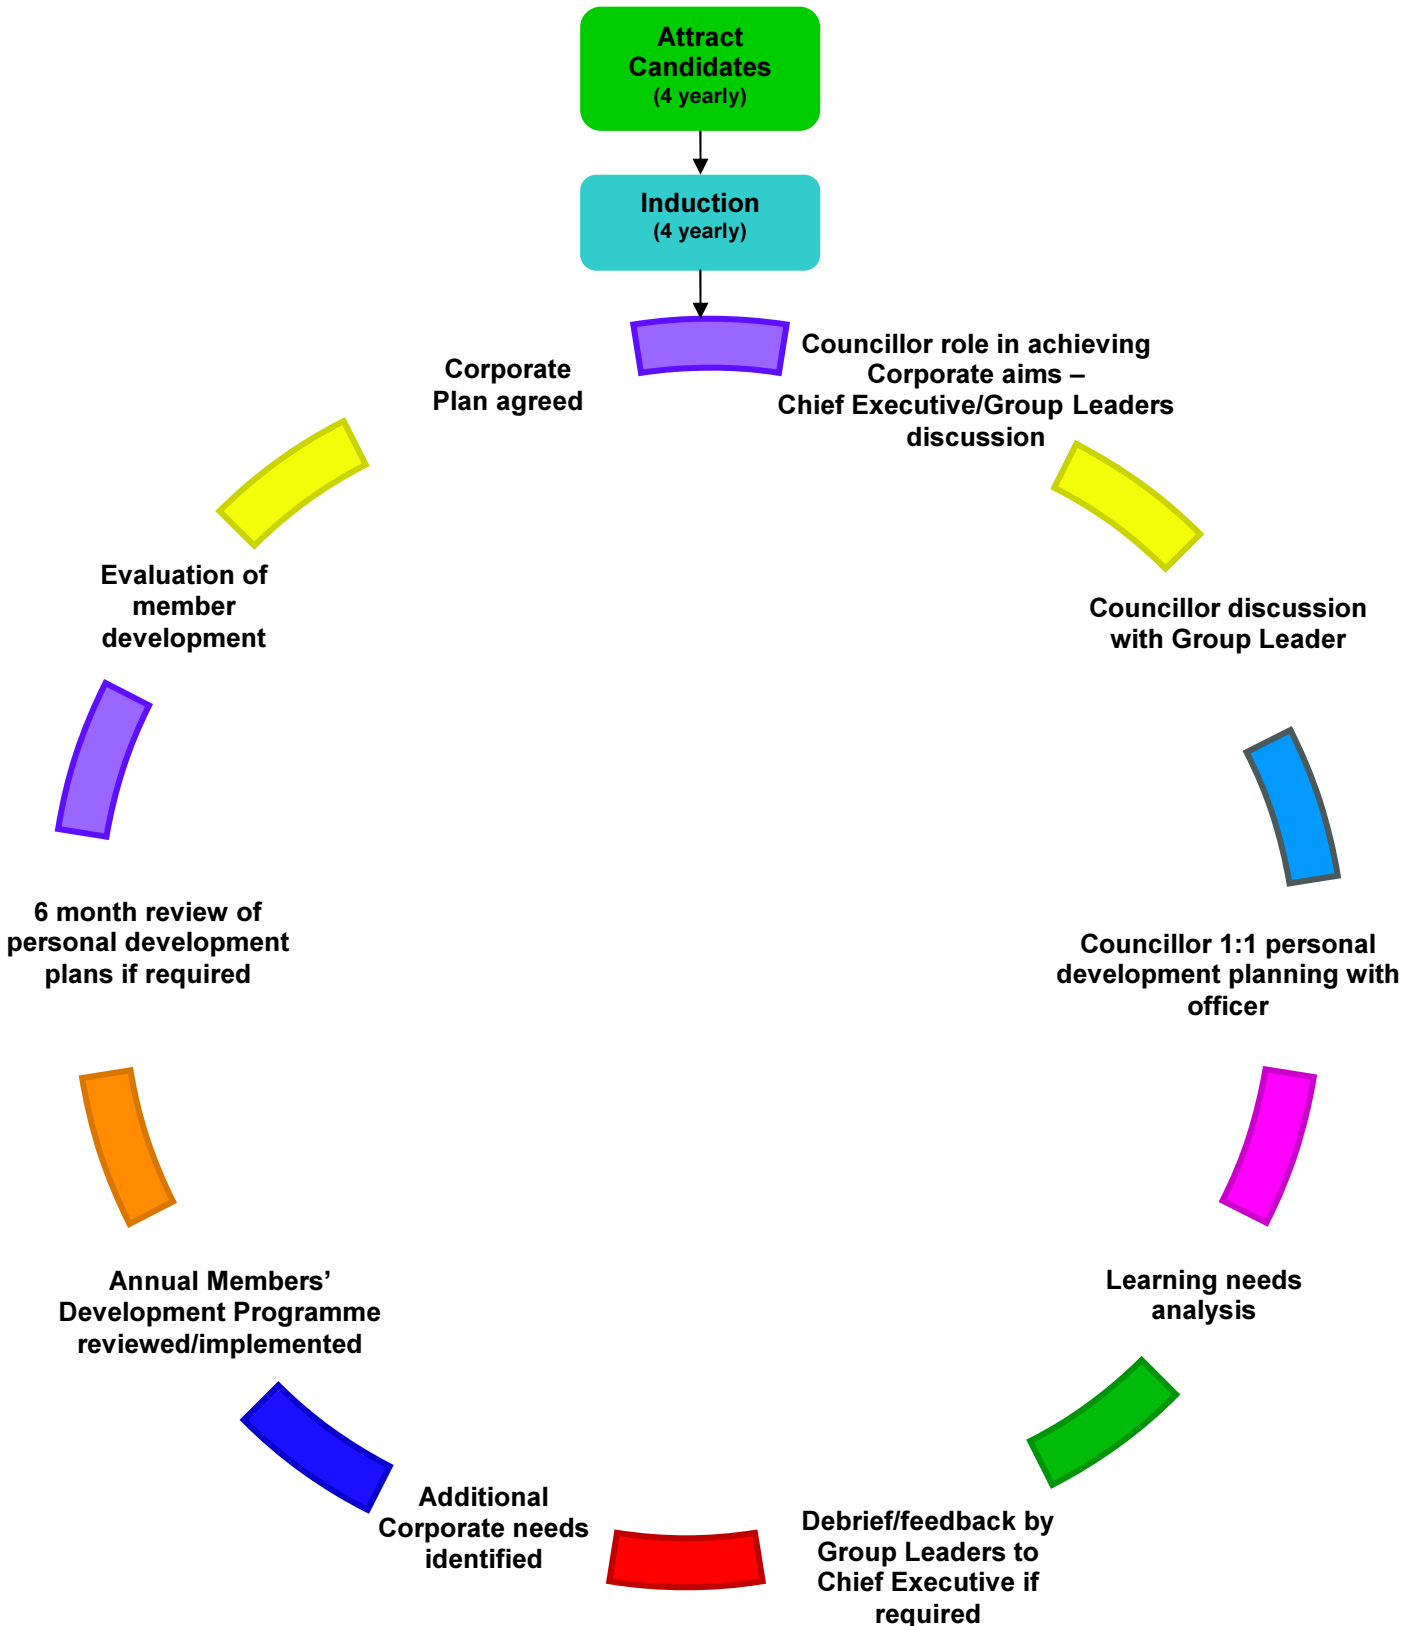 Attract
Candidates
(4 yearly)
Induction
(4 yearly)
Councillor role in achieving
Corporate aims –
Chief Executive/Group Leaders
discussion
Councillor discussion
with Group Leader
Councillor 1:1 personal
development planning with
officer
Learning needs
analysis
Debrief/feedback by
Group Leaders to
Chief Executive if
required
Additional
Corporate needs
identified
Annual Members’
Development Programme
reviewed/implemented
6 month review of
personal development
plans if required
Evaluation of
member
development
Corporate
Plan agreed